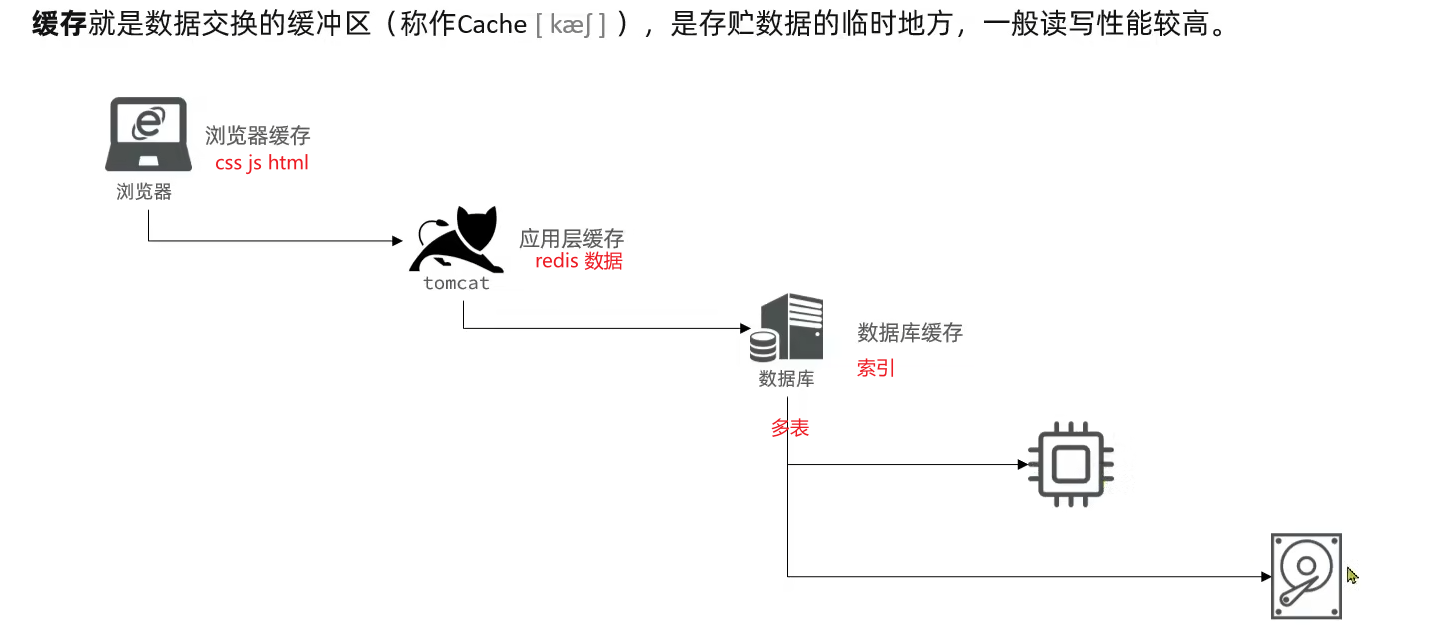 缓存就是数据交换的缓冲区（称作Cache [ kæʃ ] ），是存贮数据的临时地方，一般读写性能较高。
浏览器缓存
css js html
浏览器
应用层缓存
redis 数据
tomcat
数据库缓存
索引
数据库
多表